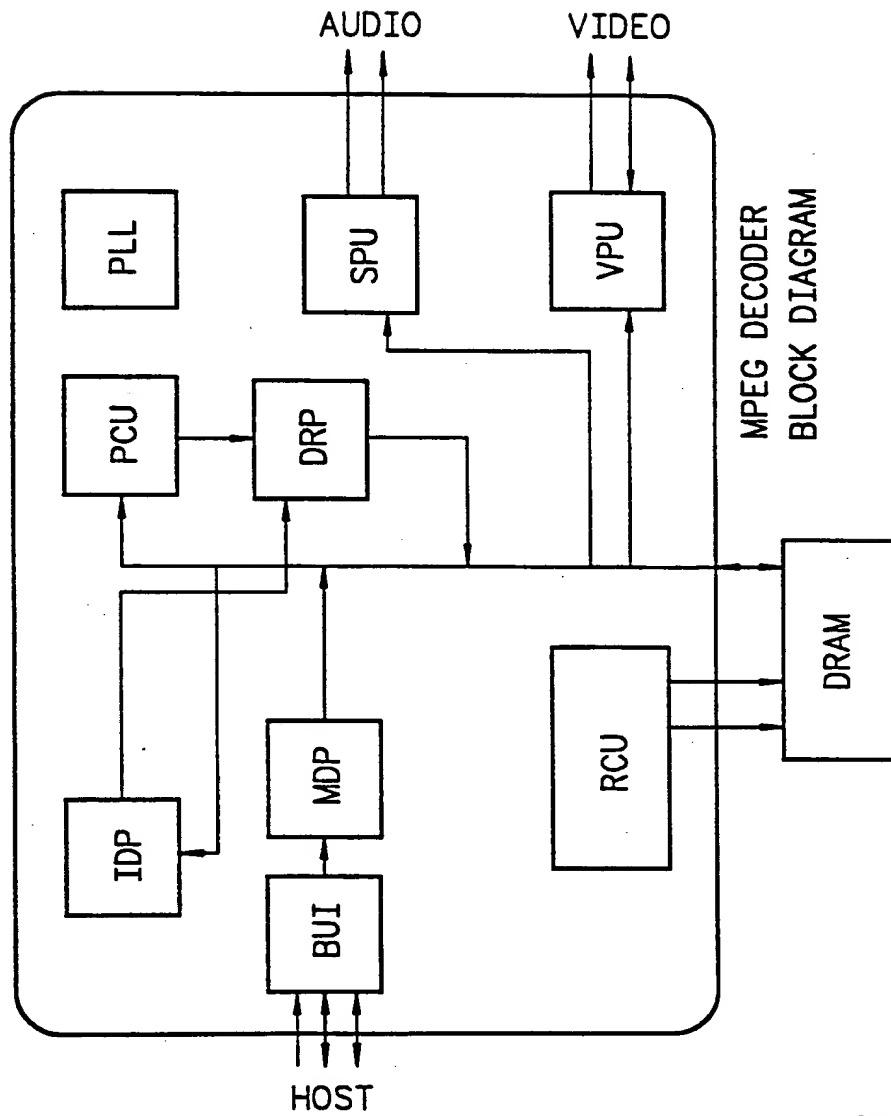 AUDIO
VIDEO
PLL
SPU
VPU
PCU
DRP
IDP
MDP
BUI
RCU
DRAM
HOST
MPEG DECODER
BLOCK DIAGRAM